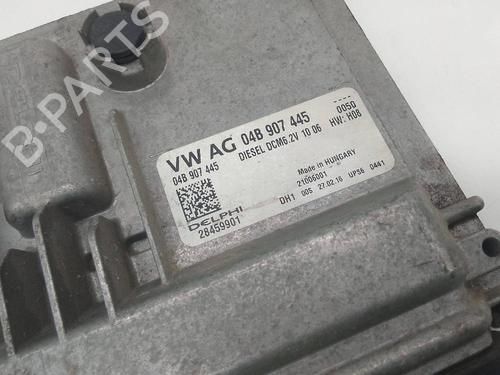 B-PARTS
VW AG 04B 907 445
04B 907 445 DIESEL DCM6.2V 10 06
0050
HW: H08
Made in HUNGARY
21006001
DH1 005 27.02.16 UP56 0441
DELPHI
28459901